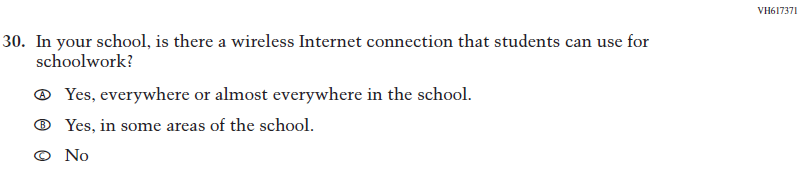 VH617371
30. In your school, is there a wireless Internet connection that students can use for
schoolwork?
A Yes, everywhere or almost everywhere in the school.
B Yes, in some areas of the school.
C No